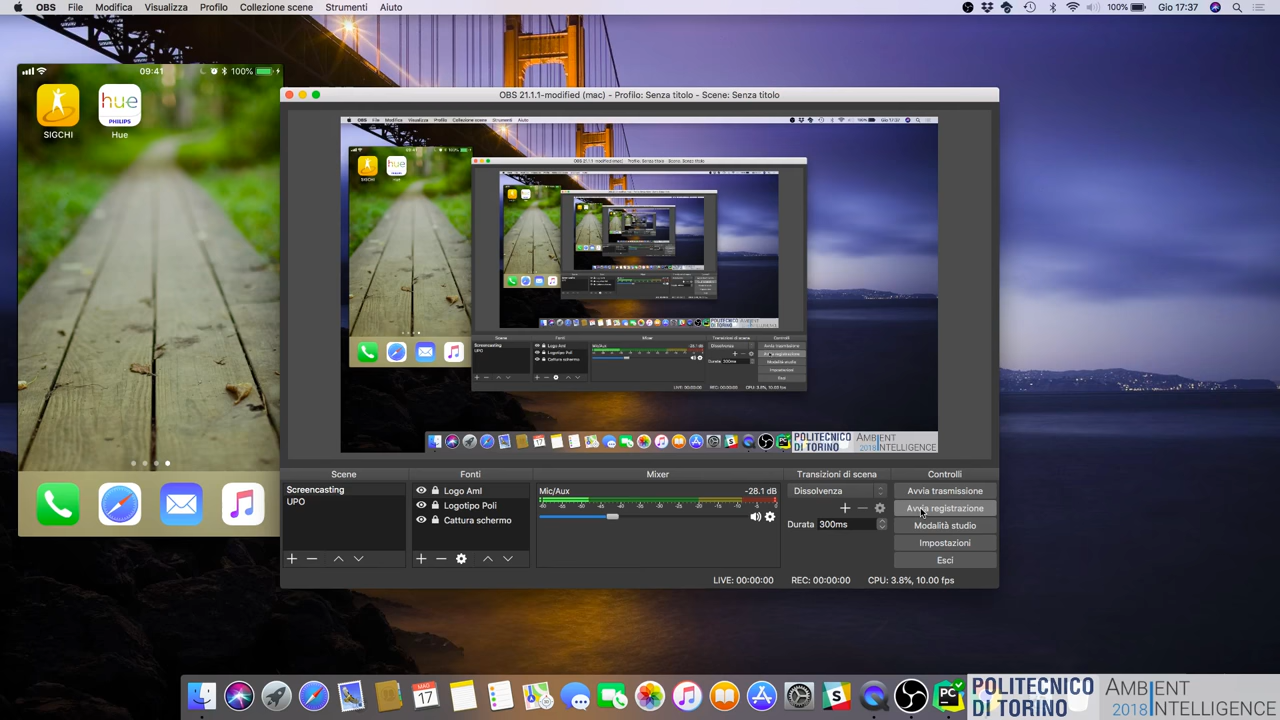 OBS File Modifica Visualizza Profilo Collezione scene Strumenti Aiuto
100% Gio 17:37
09:41
100%
SIGCHI
hue
PHILIPS
Hue
OBS 21.1.1-modified (mac) - Profilo: Senza titolo - Scene: Senza titolo
Scene
Fonti
Mixer
Transizioni di scena
Controlli
Screencasting
UPO
Logo AmI
Logotipo Poli
Cattura schermo
Mic/Aux
-28.1 dB
Dissolvenza
Durata 300ms
Avvia trasmissione
Avvia registrazione
Modalità studio
Impostazioni
Esci
LIVE: 00:00:00
REC: 00:00:00
CPU: 3.8%, 10.00 fps
MAG
17
PC
POLITECNICO
DI TORINO
AMBIENT
2018 INTELLIGENCE